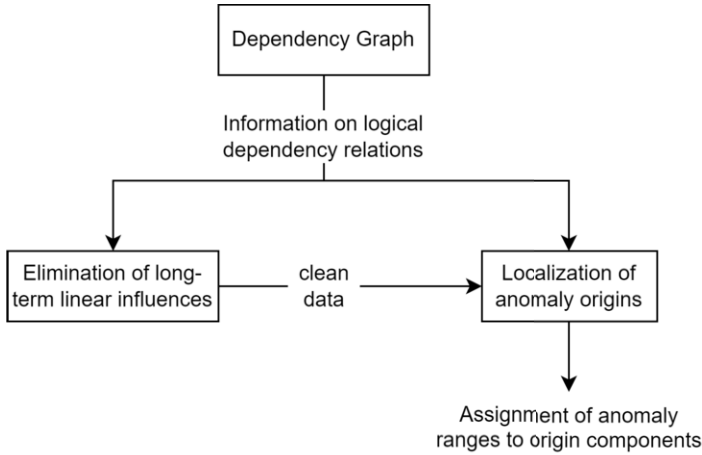 Dependency Graph
Information on logical
dependency relations
Elimination of long-
term linear influences
clean
data
Localization of
anomaly origins
Assignment of anomaly
ranges to origin components